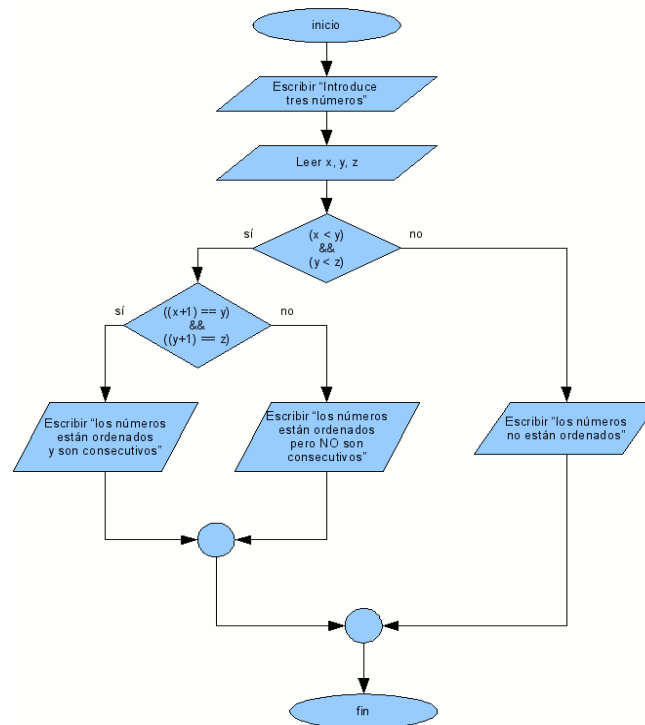 inicio
Escribir “Introduce
tres números”
Leer x, y, z
sí
(x < y)
&&
(y < z)
no
sí
((x+1) == y)
&&
((y+1) == z)
no
Escribir “los números
están ordenados
y son consecutivos”
Escribir “los números
están ordenados
pero NO son
consecutivos”
Escribir “los números
no están ordenados”
fin